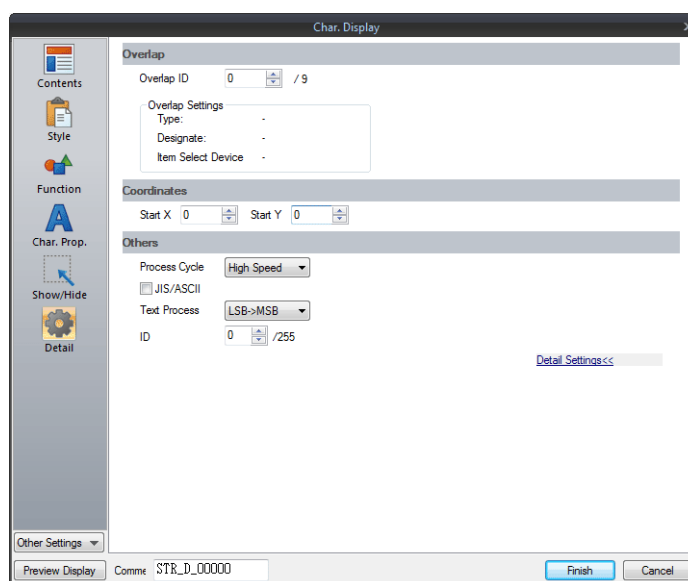 Char. Display
Contents
Style
Function
Char. Prop.
Show/Hide
Detail
Other Settings
Preview Display
Overlap
Overlap ID 0 / 9
Overlap Settings
Type: -
Designate: -
Item Select Device -
Coordinates
Start X 0 Start Y 0
Others
Process Cycle High Speed
JIS/ASCII
Text Process LSB->MSB
ID 0 /255
Detail Settings<<
Comme STR_D_00000
Finish Cancel